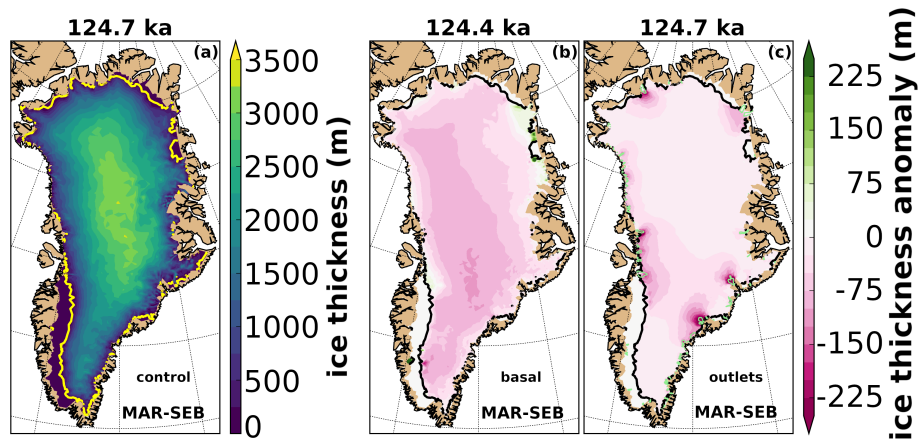 124.7 ka
(a)
control
MAR-SEB
3500
3000
2500
2000
1500
1000
500
0
ice thickness (m)
124.4 ka
(b)
basal
MAR-SEB
124.7 ka
(c)
outlets
MAR-SEB
225
150
75
0
-75
-150
-225
ice thickness anomaly (m)